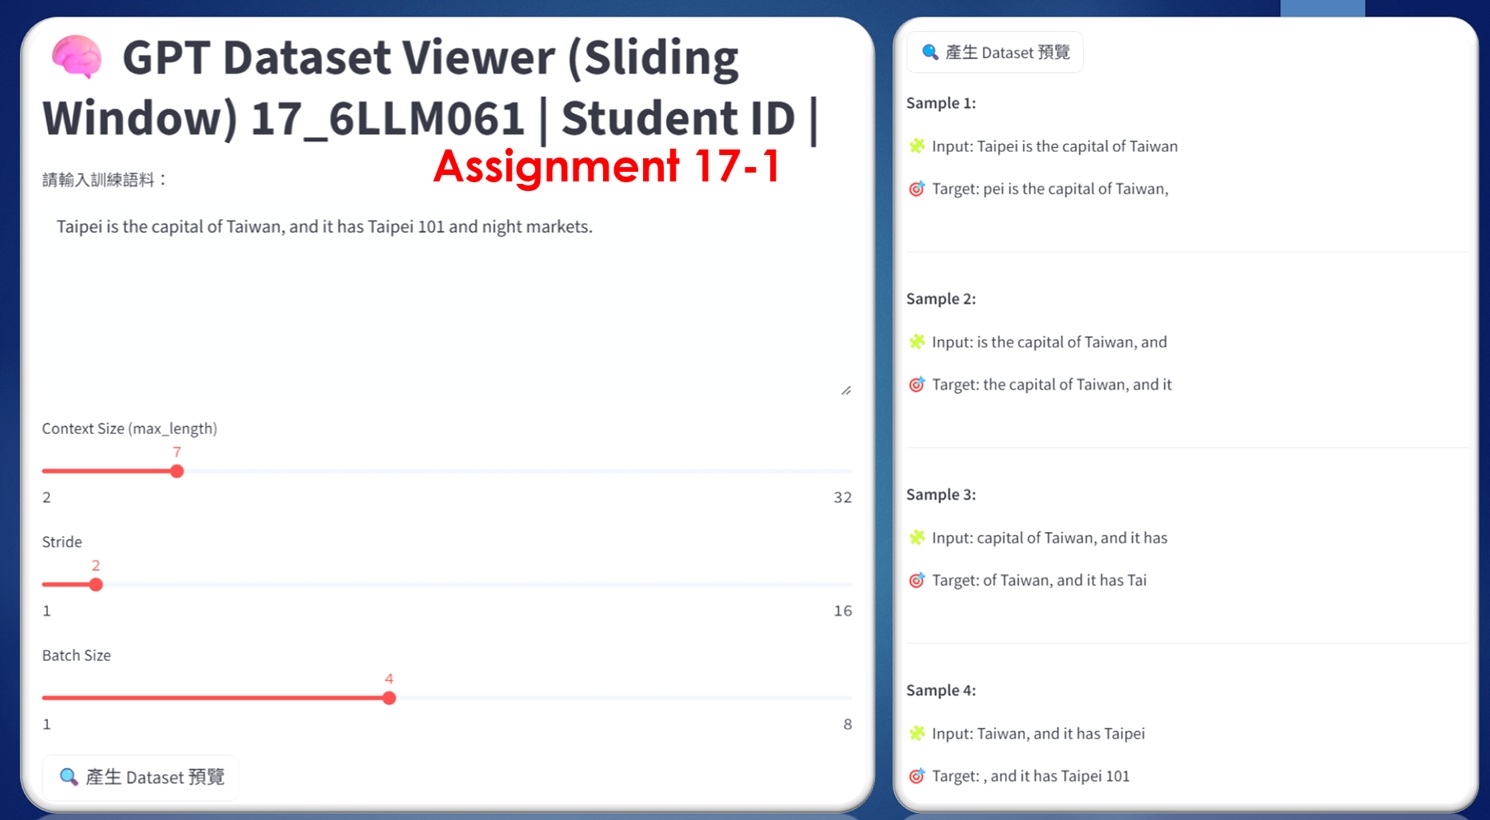 🧠 GPT Dataset Viewer (Sliding
Window) 17_6LLM061 | Student ID |
Assignment 17-1
請輸入訓練語料：
Taipei is the capital of Taiwan, and it has Taipei 101 and night markets.
Context Size (max_length)
7
2 32
Stride
2
1 16
Batch Size
4
1 8
🔍 產生 Dataset 預覽
🔍 產生 Dataset 預覽
Sample 1:
🧩 Input: Taipei is the capital of Taiwan
🎯 Target: pei is the capital of Taiwan,
Sample 2:
🧩 Input: is the capital of Taiwan, and
🎯 Target: the capital of Taiwan, and it
Sample 3:
🧩 Input: capital of Taiwan, and it has
🎯 Target: of Taiwan, and it has Tai
Sample 4:
🧩 Input: Taiwan, and it has Taipei
🎯 Target: , and it has Taipei 101